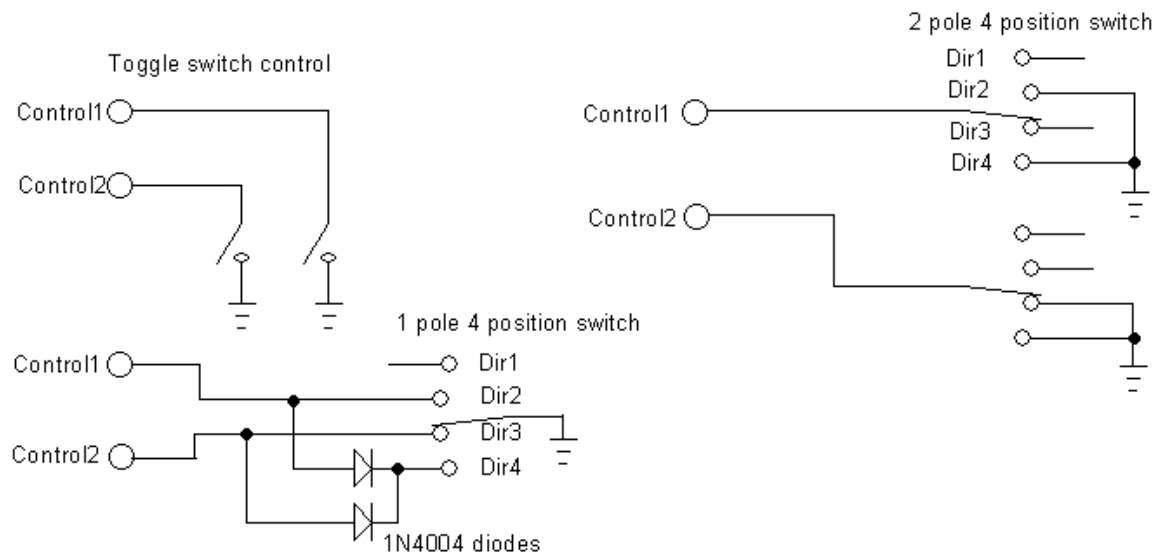 2 pole 4 position switch
Toggle switch control
Dir1
Dir2
Control1
Control1
Dir3
Dir4
Control2
Control2
1 pole 4 position switch
Control1
Dir1
Dir2
Dir3
Control2
Dir4
1N4004 diodes